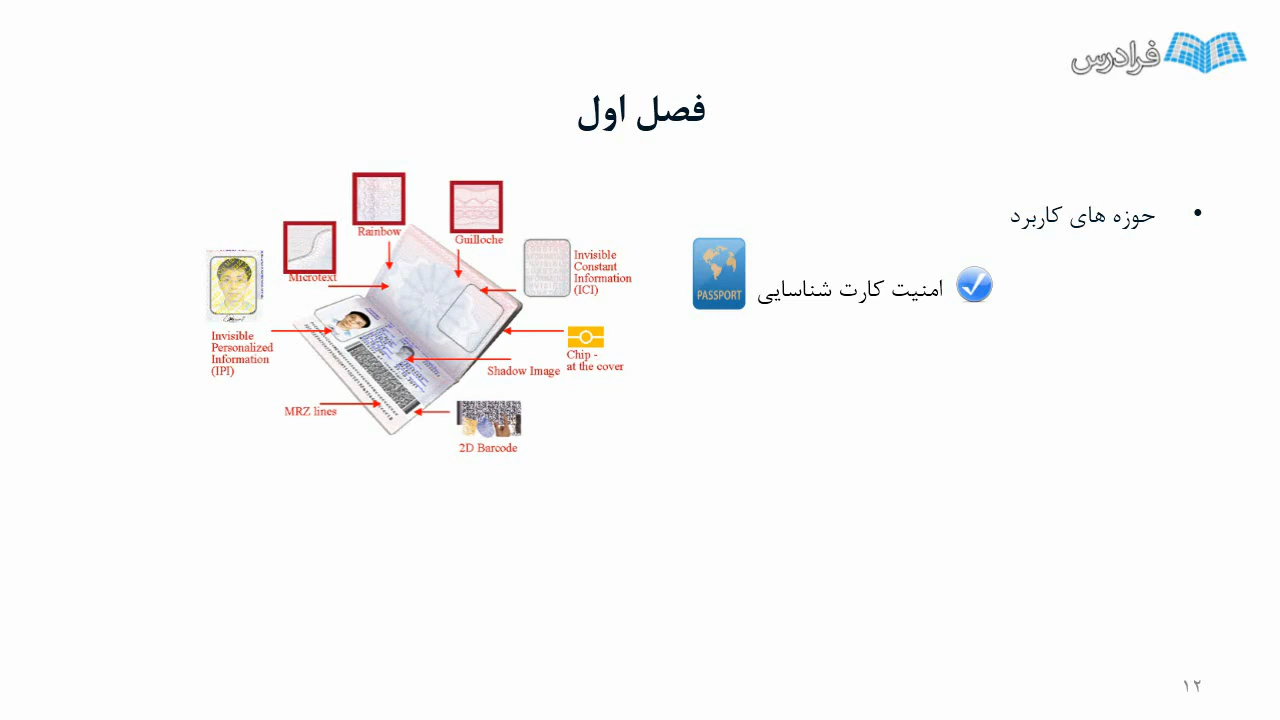 فرادرس
فصل اول
حوزه های کاربرد
امنیت کارت شناسایی
PASSPORT
Rainbow
Guilloche
Microtext
Invisible
Constant
Information
(ICI)
Invisible
Personalized
Information
(IPI)
Chip -
at the cover
Shadow Image
MRZ lines
2D Barcode
۱۲